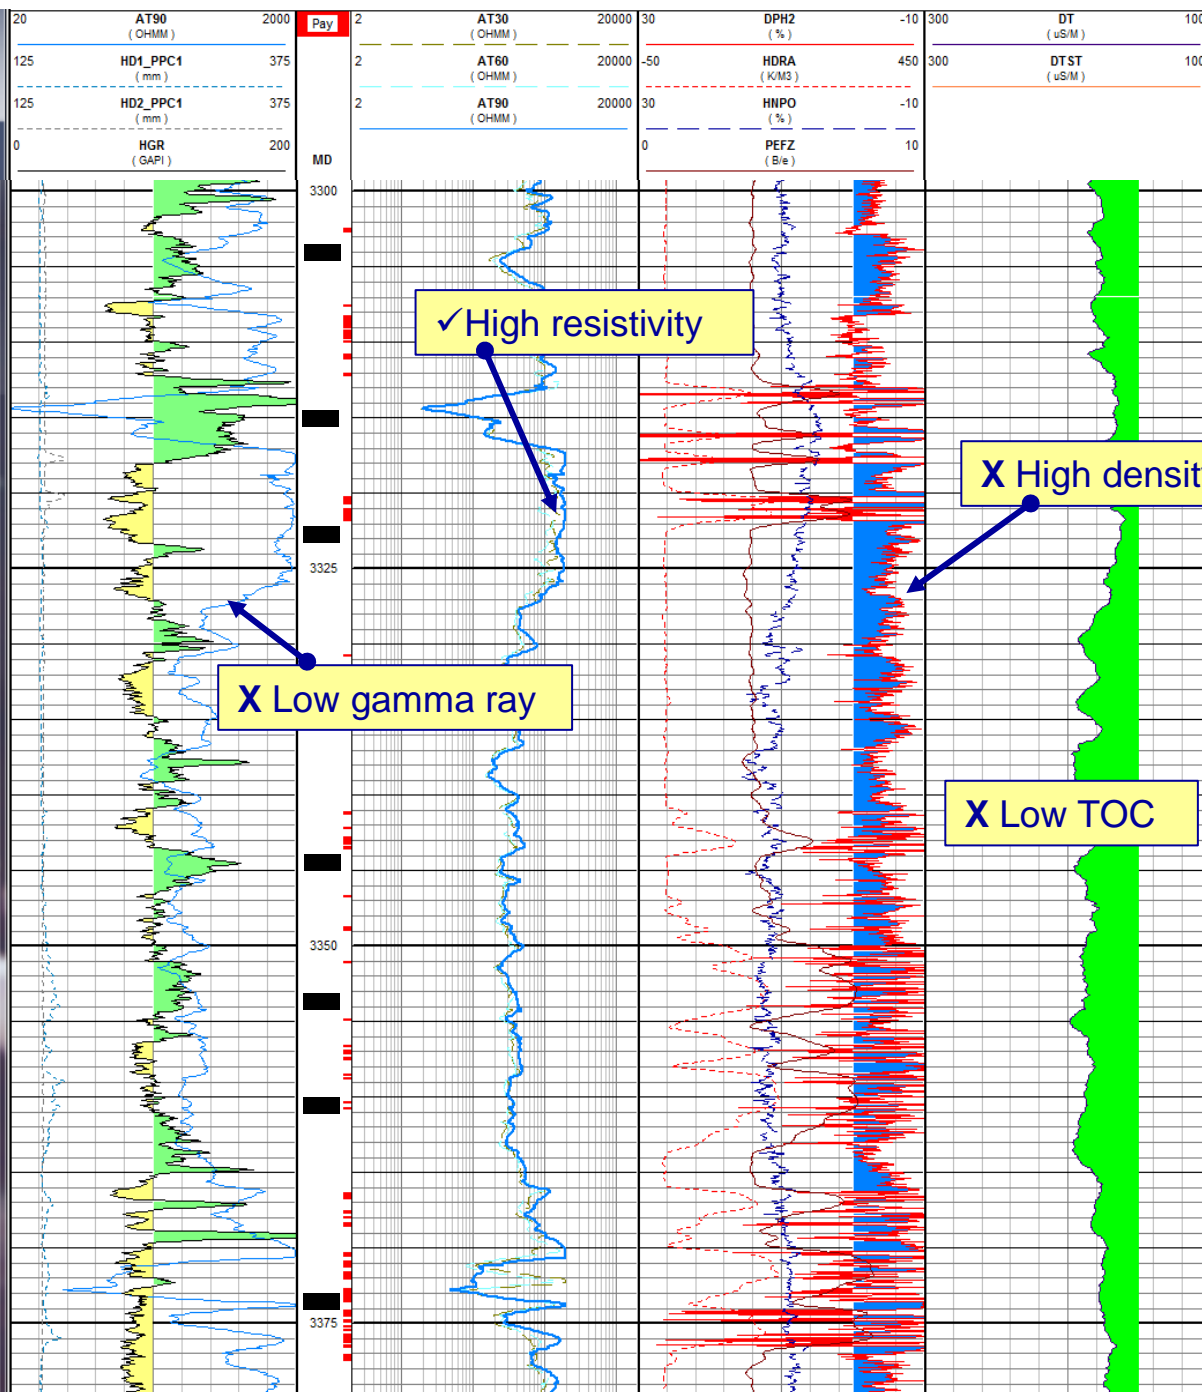 20 AT90 2000
( OHMM )
125 HD1_PPC1 375
( mm )
125 HD2_PPC1 375
( mm )
0 HGR 200
( GAPI )
Pay
MD
2 AT30 20000
( OHMM )
2 AT60 20000
( OHMM )
2 AT90 20000
( OHMM )
30 DPH2 -10
( % )
-50 HDRA 450
( K/M3 )
30 HNPO -10
( % )
0 PEFZ 10
( B/e )
300 DT 100
( uS/M )
300 DTST 100
( uS/M )
3300
✓High resistivity
X High densit
3325
X Low gamma ray
X Low TOC
3350
3375